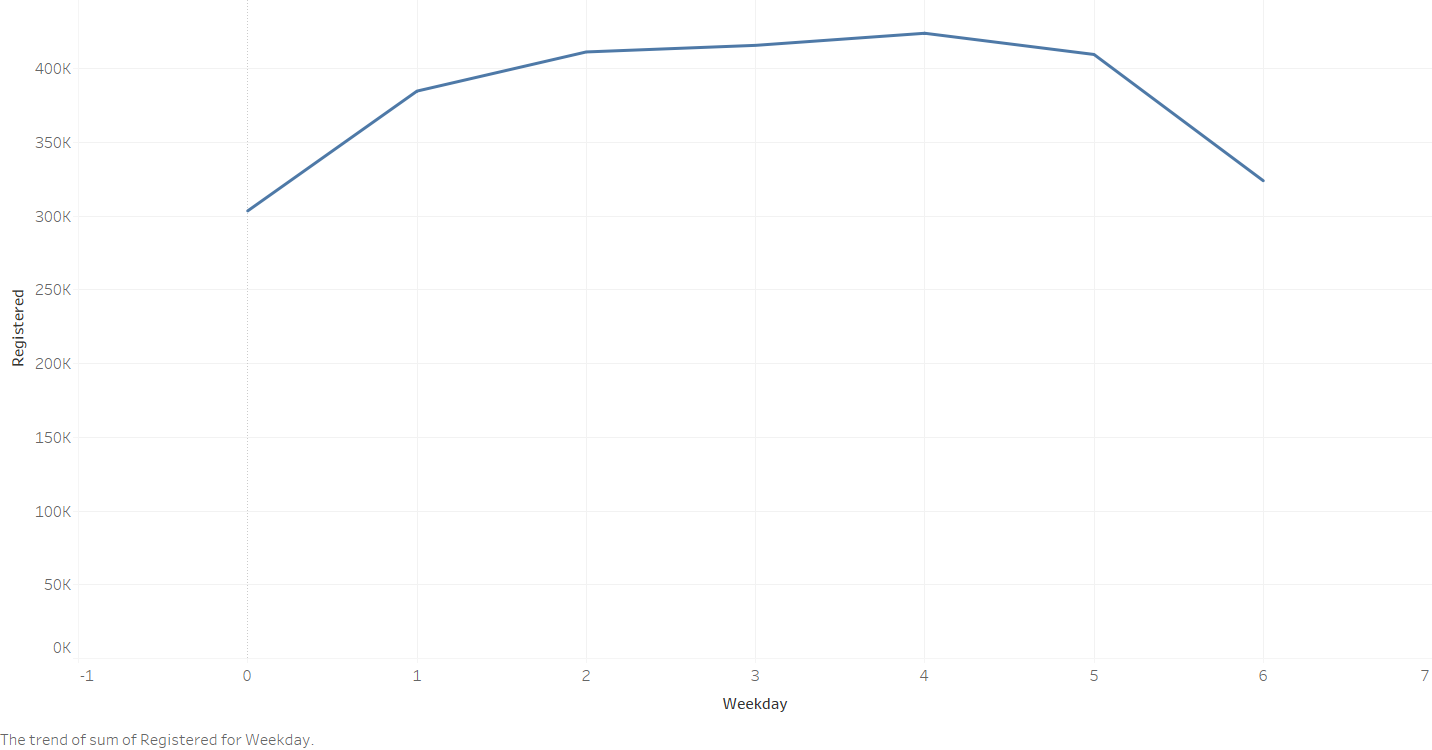 400K
350K
300K
250K
Registered
200K
150K
100K
50K
0K
-1 0 1 2 3 4 5 6 7
Weekday
The trend of sum of Registered for Weekday.